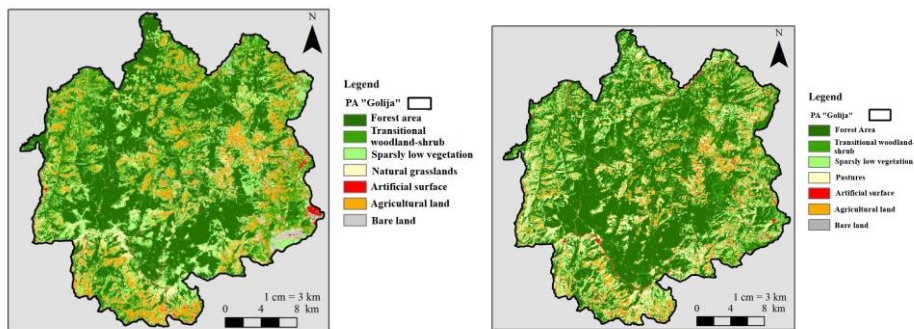 N
Legend
PA "Golija"
Forest area
Transitional
woodland-shrub
Sparsly low vegetation
Natural grasslands
Artificial surface
Agricultural land
Bare land
1 cm = 3 km
0 4 8 km
N
Legend
PA "Golija"
Forest Area
Transitional woodland-
shrub
Sparsly low vegetation
Pastures
Artificial surface
Agricultural land
Bare land
1 cm = 3 km
0 4 8 km